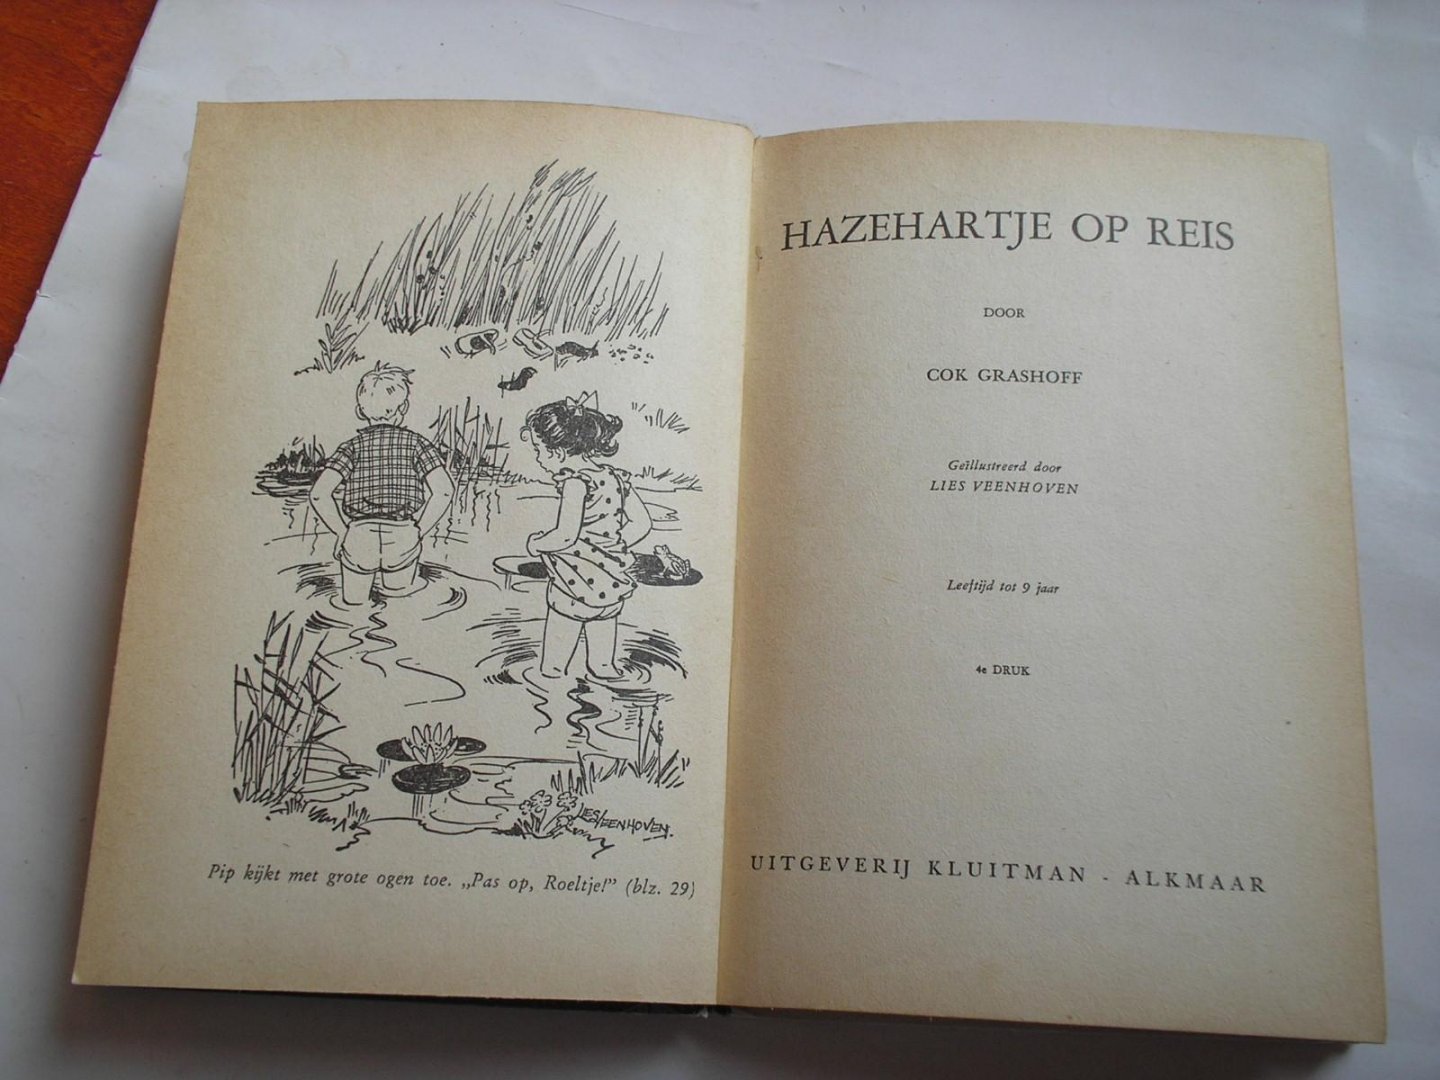 LIES VEENHOVEN.
Pip kijkt met grote ogen toe. „Pas op, Roeltje!” (blz. 29)
HAZEHARTJE OP REIS
DOOR
COK GRASHOFF
Geïllustreerd door
LIES VEENHOVEN
Leeftijd tot 9 jaar
4e DRUK
UITGEVERIJ KLUITMAN - ALKMAAR